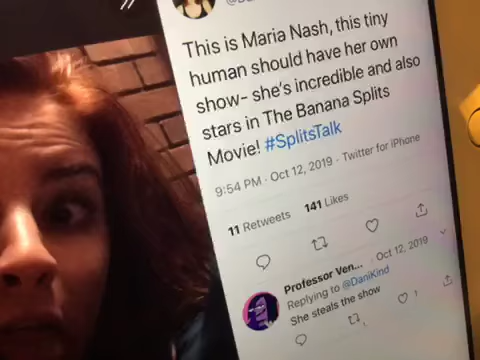 This is Maria Nash, this tiny
human should have her own
show- she's incredible and also
stars in The Banana Splits
Movie! #SplitsTalk
9:54 PM · Oct 12, 2019 · Twitter for iPhone
11 Retweets 141 Likes
Professor Ven... · Oct 12, 2019
Replying to @DaniKind
She steals the show
1
1